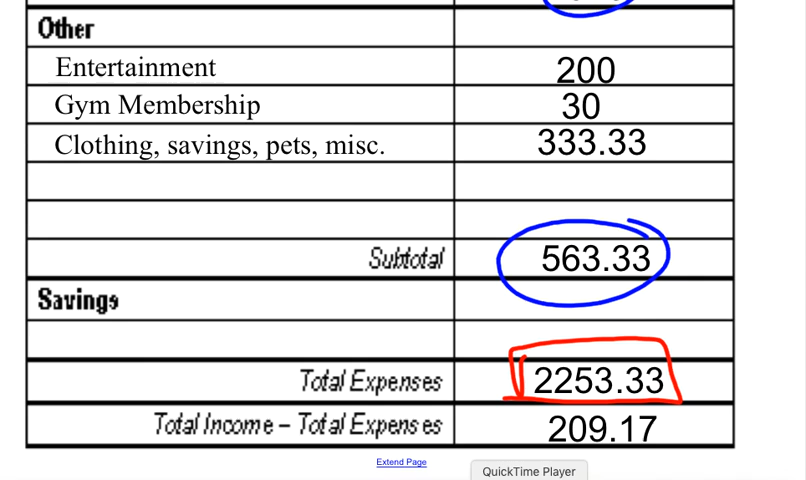 Other
Entertainment 200
Gym Membership 30
Clothing, savings, pets, misc. 333.33
Subtotal 563.33
Savings
Total Expenses 2253.33
Total Income – Total Expenses 209.17
Extend Page
QuickTime Player